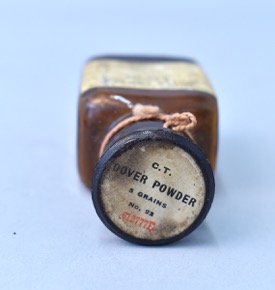 C.T.
DOVER POWDER
5 GRAINS
No. 23